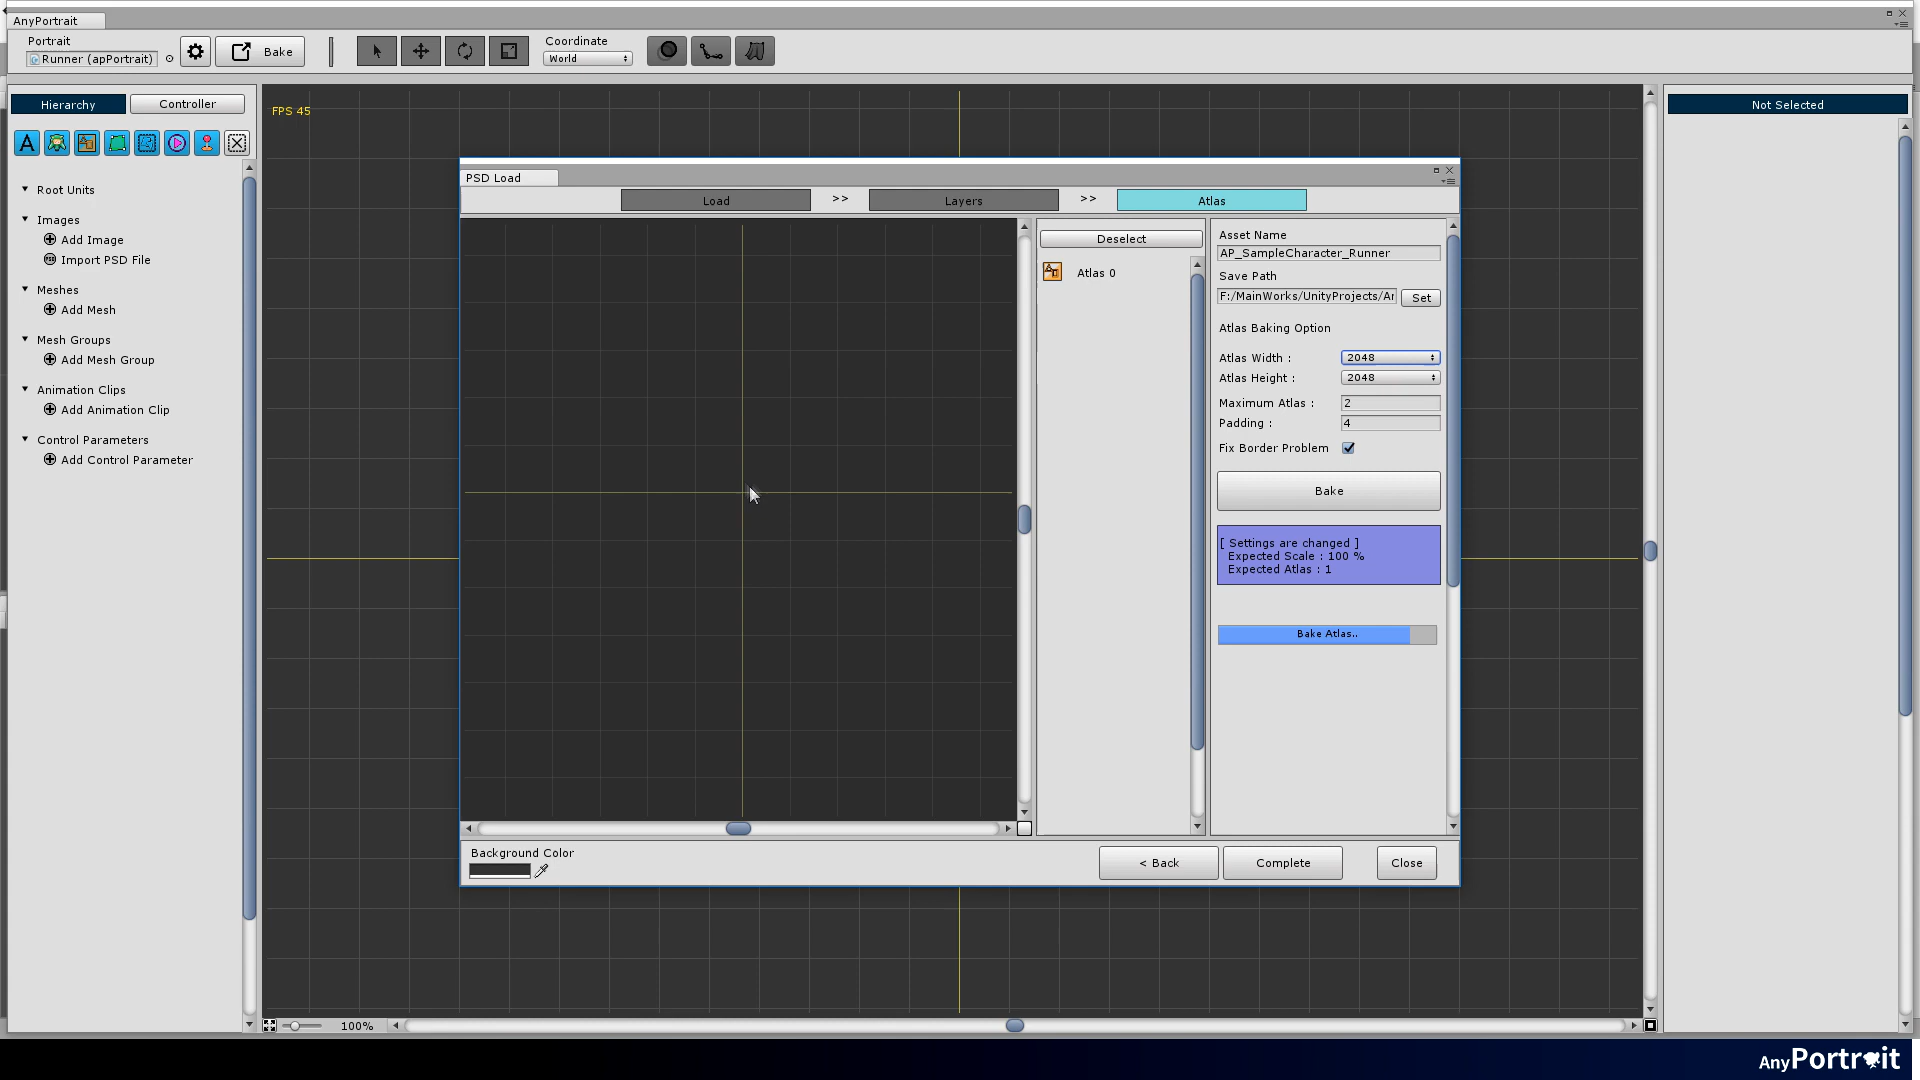 AnyPortrait
Portrait
Runner (apPortrait)
Bake
Coordinate
World
Hierarchy
Controller
FPS 45
Not Selected
Root Units
Images
Add Image
Import PSD File
Meshes
Add Mesh
Mesh Groups
Add Mesh Group
Animation Clips
Add Animation Clip
Control Parameters
Add Control Parameter
PSD Load
Load >> Layers >> Atlas
Deselect
Atlas 0
Asset Name
AP_SampleCharacter_Runner
Save Path
F:/MainWorks/UnityProjects/Ar
Set
Atlas Baking Option
Atlas Width : 2048
Atlas Height : 2048
Maximum Atlas : 2
Padding : 4
Fix Border Problem
Bake
[ Settings are changed ]
Expected Scale : 100 %
Expected Atlas : 1
Bake Atlas..
Background Color
< Back
Complete
Close
100%
AnyPortrait